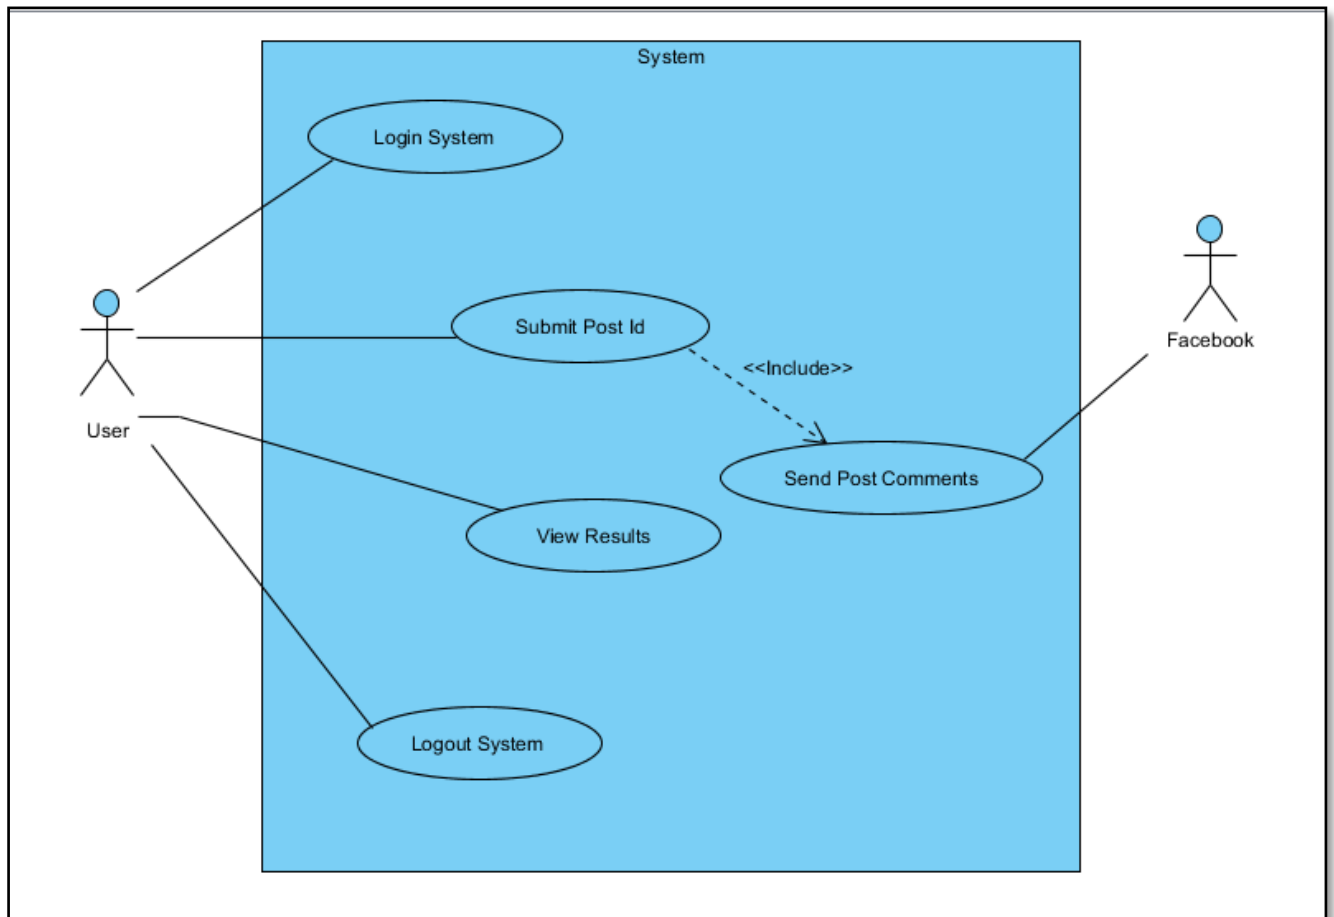 System
Login System
Submit Post Id
Facebook
<<Include>>
User
Send Post Comments
View Results
Logout System